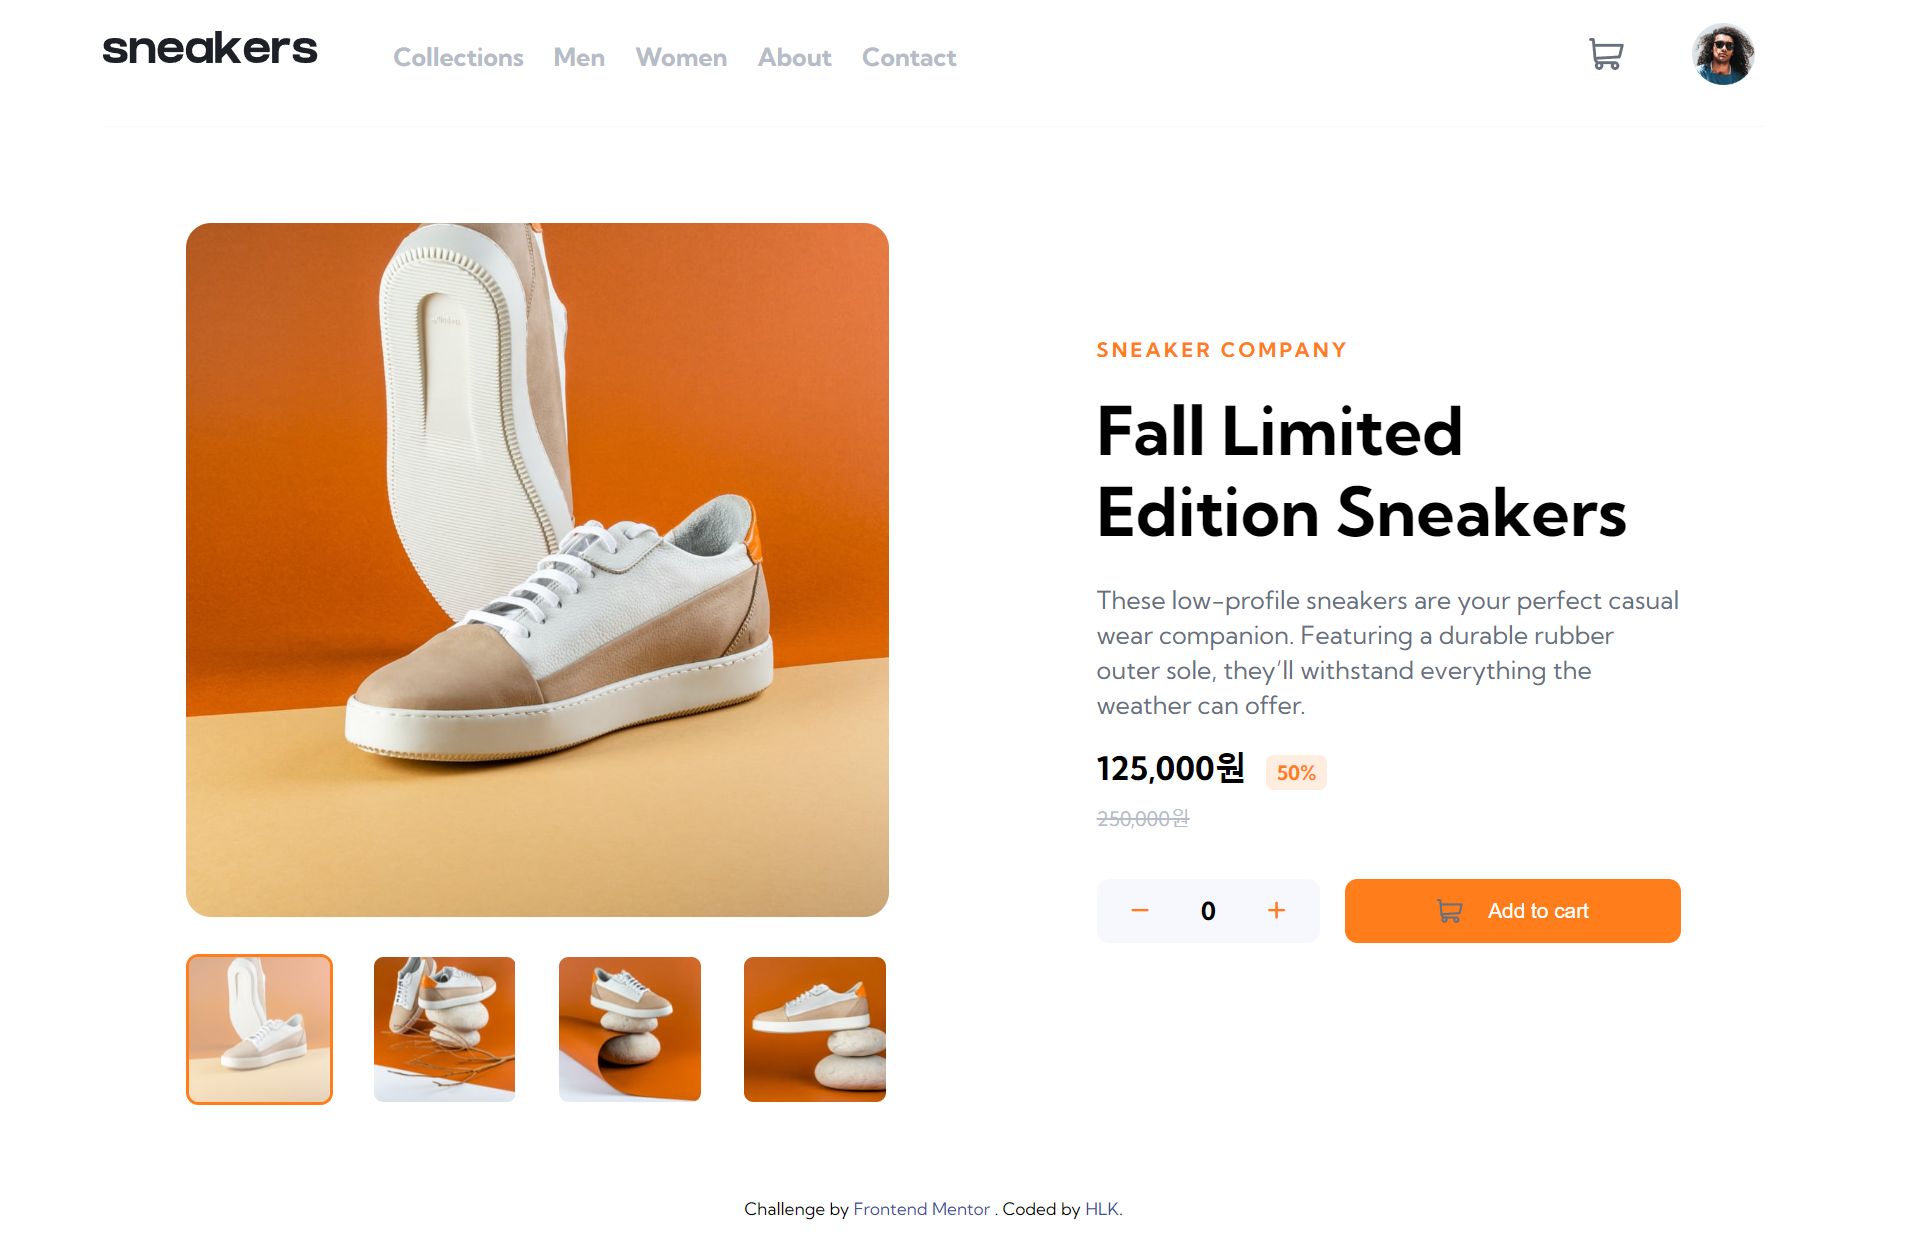 sneakers
Collections Men Women About Contact
SNEAKER COMPANY
Fall Limited
Edition Sneakers
These low-profile sneakers are your perfect casual
wear companion. Featuring a durable rubber
outer sole, they’ll withstand everything the
weather can offer.
125,000원 50%
250,000원
− 0 + Add to cart
Challenge by Frontend Mentor . Coded by HLK.